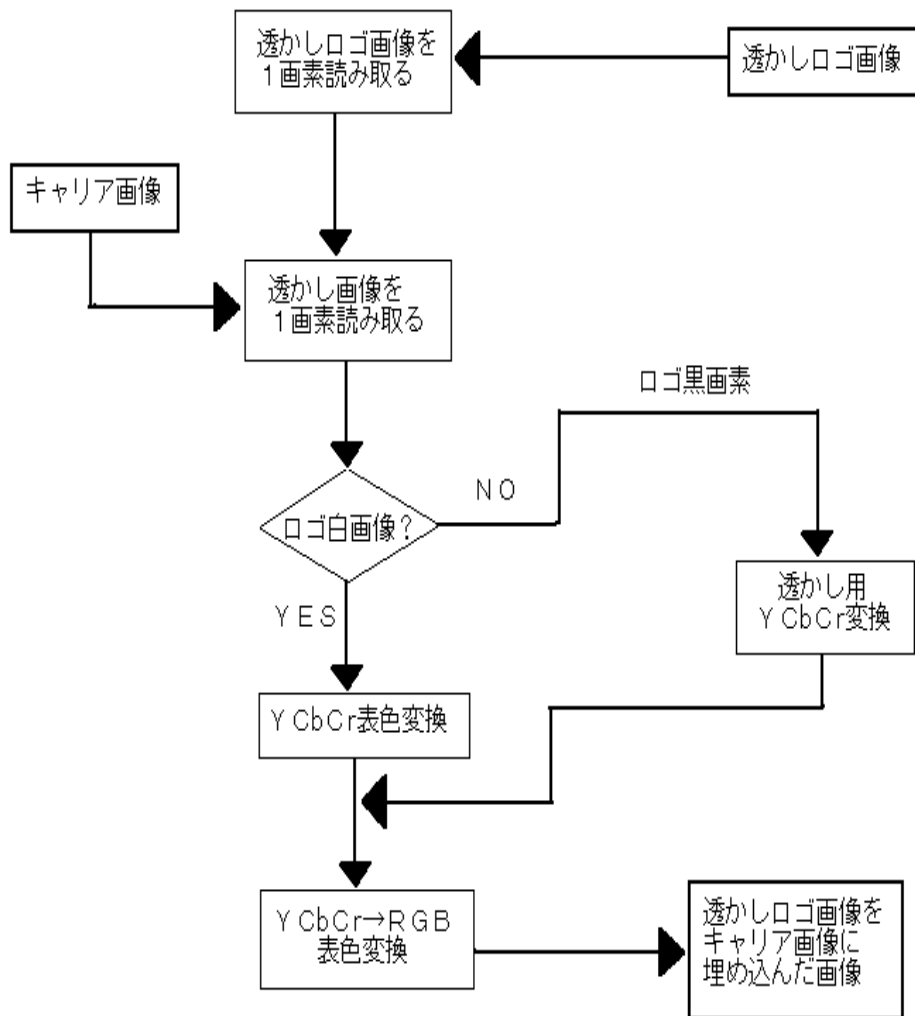 透かしロゴ画像を
1画素読み取る
透かしロゴ画像
キャリア画像
透かし画像を
1画素読み取る
ロゴ黒画素
NO
ロゴ白画像?
YES
透かし用
YCbCr変換
YCbCr表色変換
YCbCr→RGB
表色変換
透かしロゴ画像を
キャリア画像に
埋め込んだ画像